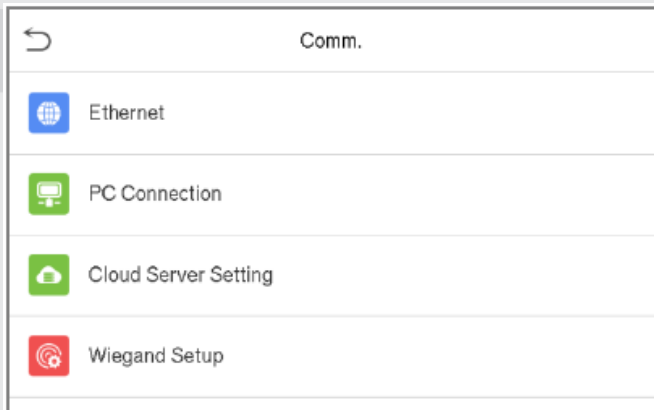 Comm.
Ethernet
PC Connection
Cloud Server Setting
Wiegand Setup